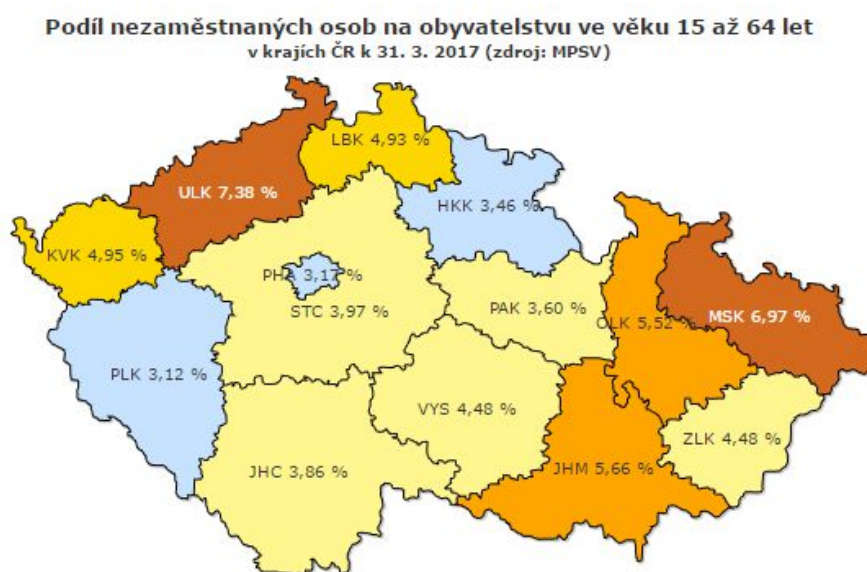 Podíl nezaměstnaných osob na obyvatelstvu ve věku 15 až 64 let
v krajích ČR k 31. 3. 2017 (zdroj: MPSV)
LBK 4,93 %
ULK 7,38 %
HKK 3,46 %
KVK 4,95 %
PHA 3,17 %
STC 3,97 %
PAK 3,60 %
OLK 5,52 %
MSK 6,97 %
PLK 3,12 %
VYS 4,48 %
ZLK 4,48 %
JHC 3,86 %
JHM 5,66 %